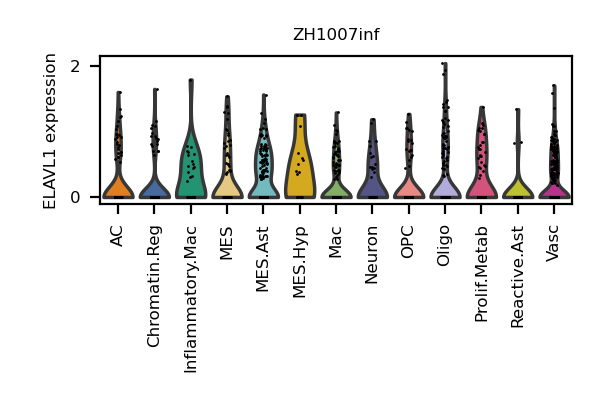 ZH1007inf
ELAVL1 expression
2
0
AC
Chromatin.Reg
Inflammatory.Mac
MES
MES.Ast
MES.Hyp
Mac
Neuron
OPC
Oligo
Prolif.Metab
Reactive.Ast
Vasc